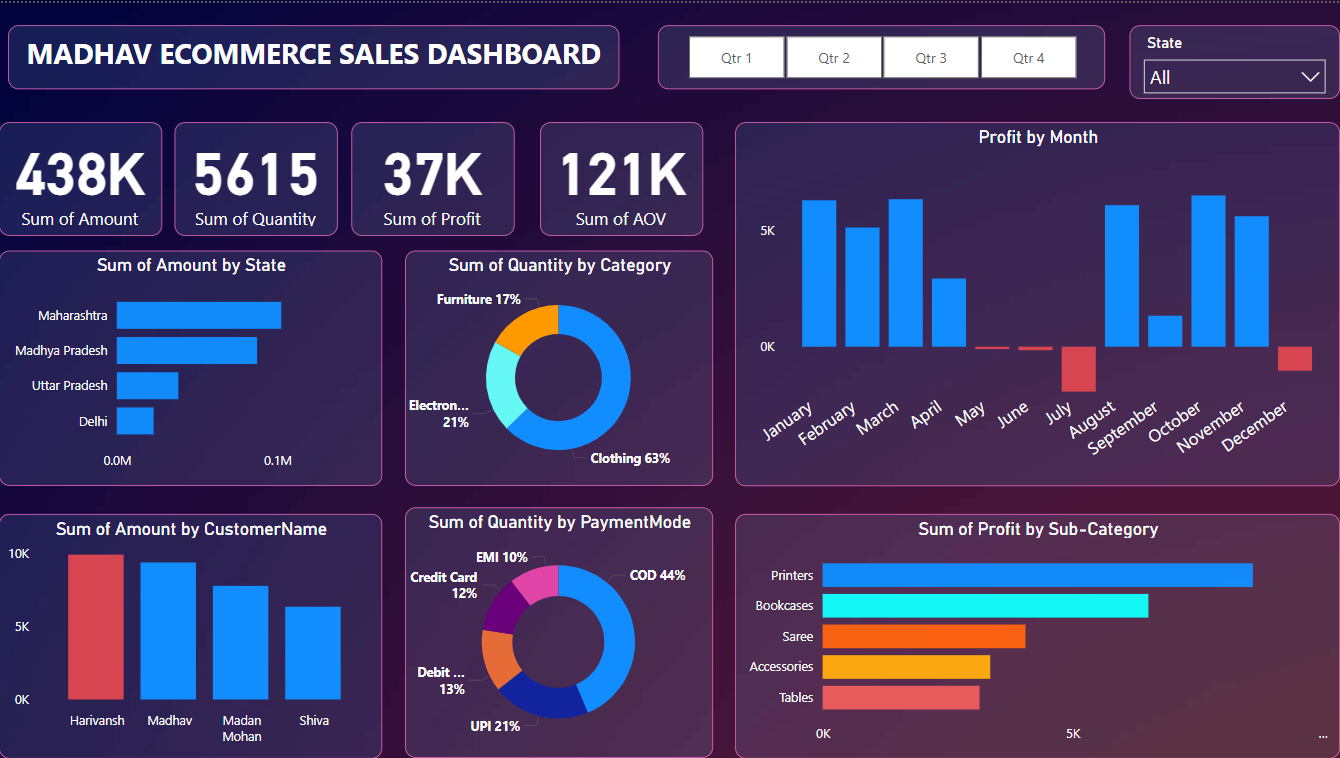 MADHAV ECOMMERCE SALES DASHBOARD
Qtr 1
Qtr 2
Qtr 3
Qtr 4
State
All
438K
Sum of Amount
5615
Sum of Quantity
37K
Sum of Profit
121K
Sum of AOV
Profit by Month
5K
0K
January
February
March
April
May
June
July
August
September
October
November
December
Sum of Amount by State
Maharashtra
Madhya Pradesh
Uttar Pradesh
Delhi
0.0M
0.1M
Sum of Quantity by Category
Furniture 17%
Electron...
21%
Clothing 63%
Sum of Amount by CustomerName
10K
5K
0K
Harivansh
Madhav
Madan
Mohan
Shiva
Sum of Quantity by PaymentMode
EMI 10%
COD 44%
Credit Card
12%
Debit ...
13%
UPI 21%
Sum of Profit by Sub-Category
Printers
Bookcases
Saree
Accessories
Tables
0K
5K
...